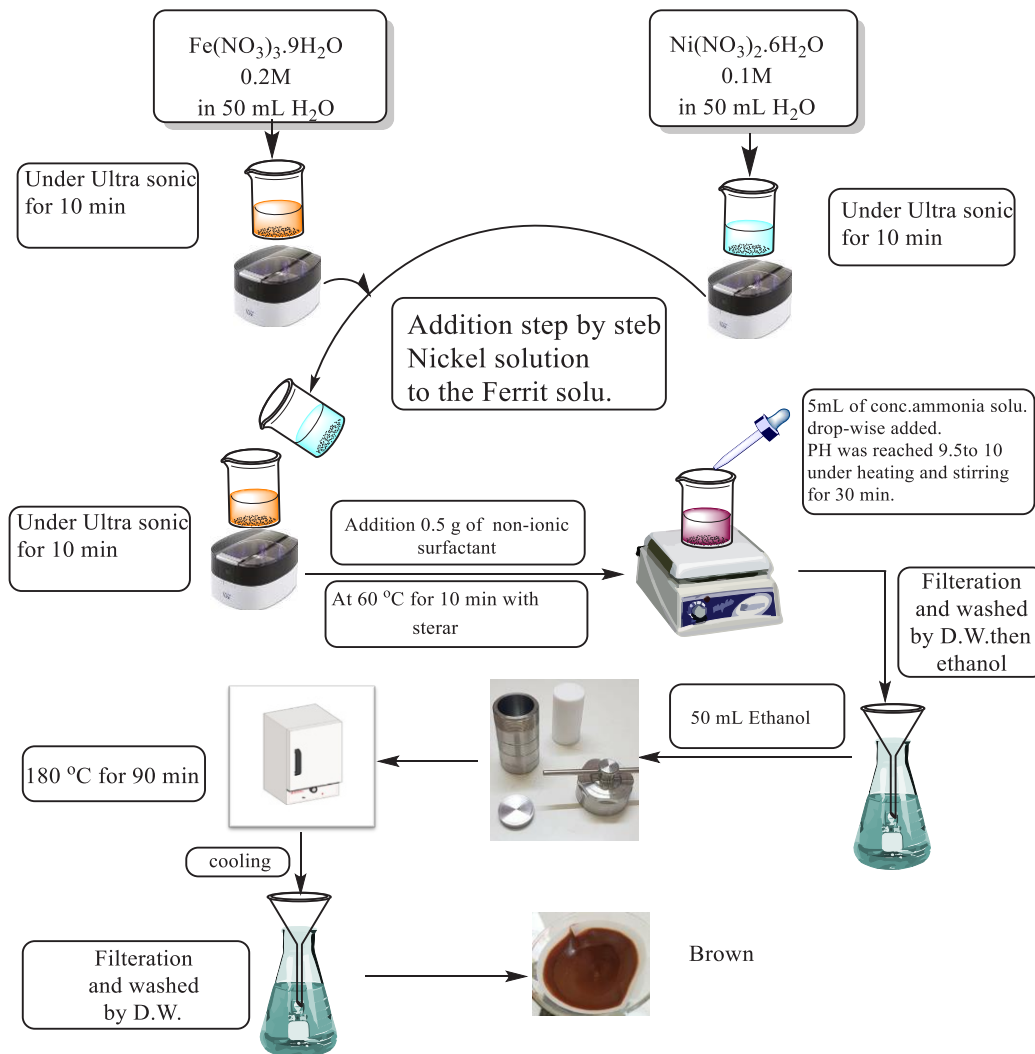 Fe(NO₃)₃.9H₂O
0.2M
in 50 mL H₂O
Ni(NO₃)₂.6H₂O
0.1M
in 50 mL H₂O
Under Ultra sonic
for 10 min
Under Ultra sonic
for 10 min
Addition step by steb
Nickel solution
to the Ferrit solu.
5mL of conc.ammonia solu.
drop-wise added.
PH was reached 9.5to 10
under heating and stirring
for 30 min.
Under Ultra sonic
for 10 min
Addition 0.5 g of non-ionic
surfactant
At 60 °C for 10 min with
sterar
Filteration
and washed
by D.W.then
ethanol
50 mL Ethanol
180 °C for 90 min
cooling
Filteration
and washed
by D.W.
Brown